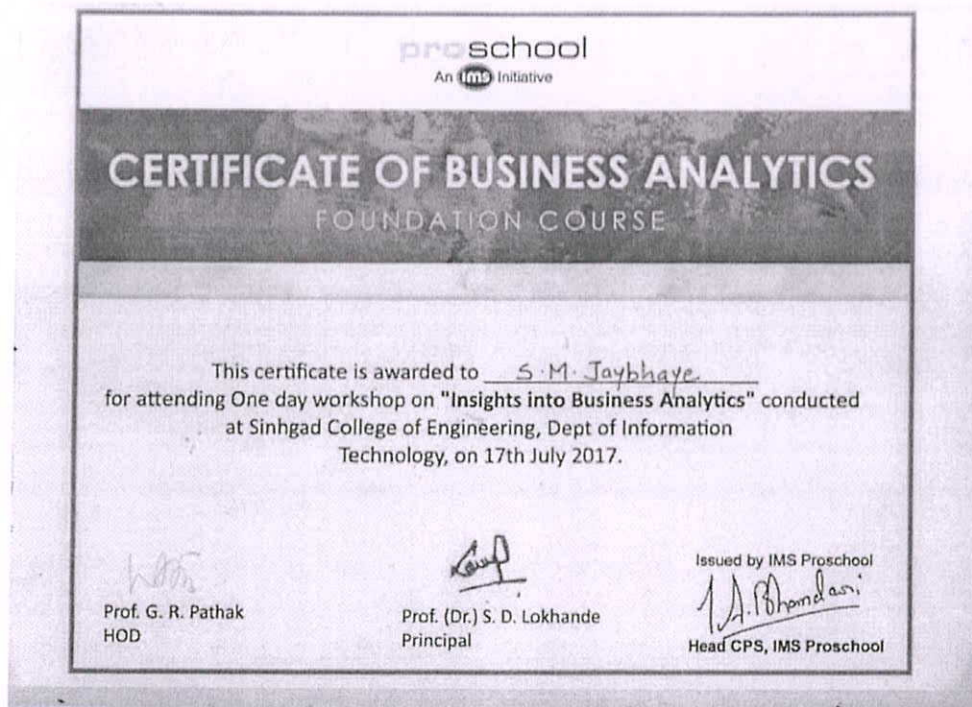 proschool
An ims Initiative
CERTIFICATE OF BUSINESS ANALYTICS
FOUNDATION COURSE
This certificate is awarded to S.M. Jaybhaye
for attending One day workshop on "Insights into Business Analytics" conducted
at Sinhgad College of Engineering, Dept of Information
Technology, on 17th July 2017.
Prof. G. R. Pathak
HOD
Prof. (Dr.) S. D. Lokhande
Principal
Issued by IMS Proschool
Head CPS, IMS Proschool